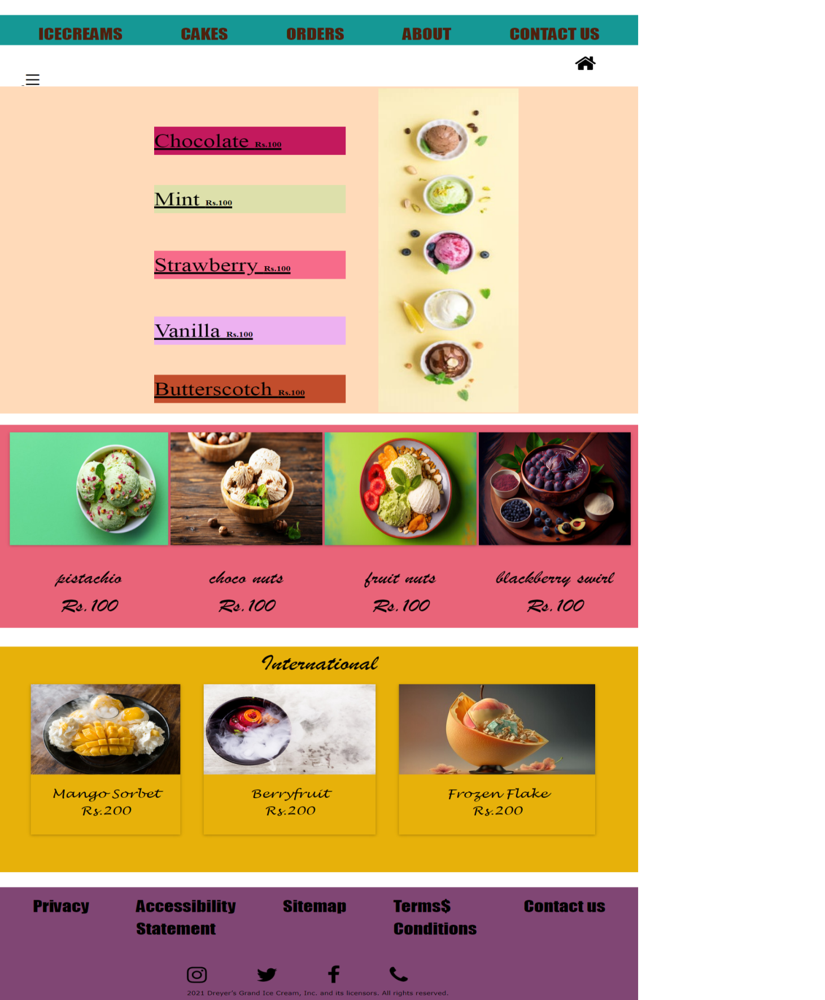 ICECREAMS CAKES ORDERS ABOUT CONTACT US
Chocolate Rs.100
Mint Rs.100
Strawberry Rs.100
Vanilla Rs.100
Butterscotch Rs.100
pistachio choco nuts fruit nuts blackberry swirl
Rs.100 Rs.100 Rs.100 Rs.100
International
Mango Sorbet Berryfruit Frozen Flake
Rs.200 Rs.200 Rs.200
Privacy Accessibility Sitemap Terms$ Contact us
Statement Conditions
2021 Dreyer’s Grand Ice Cream, Inc. and its licensors. All rights reserved.